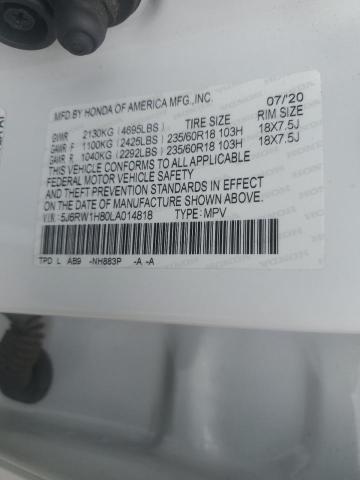 MFD.BY HONDA OF AMERICA MFG.,INC. 07/'20
TIRE SIZE RIM SIZE
GVWR 2130KG (4695LBS)
GAWR F 1100KG (2425LBS) 235/60R18 103H 18X7.5J
GAWR R 1040KG (2292LBS) 235/60R18 103H 18X7.5J
THIS VEHICLE CONFORMS TO ALL APPLICABLE
FEDERAL MOTOR VEHICLE SAFETY
AND THEFT PREVENTION STANDARDS IN EFFECT
ON THE DATE OF MANUFACTURE SHOWN ABOVE.
V.I.N.: 5J6RW1H80LA014818 TYPE: MPV
TPD L AB9 -NH883P -A -A